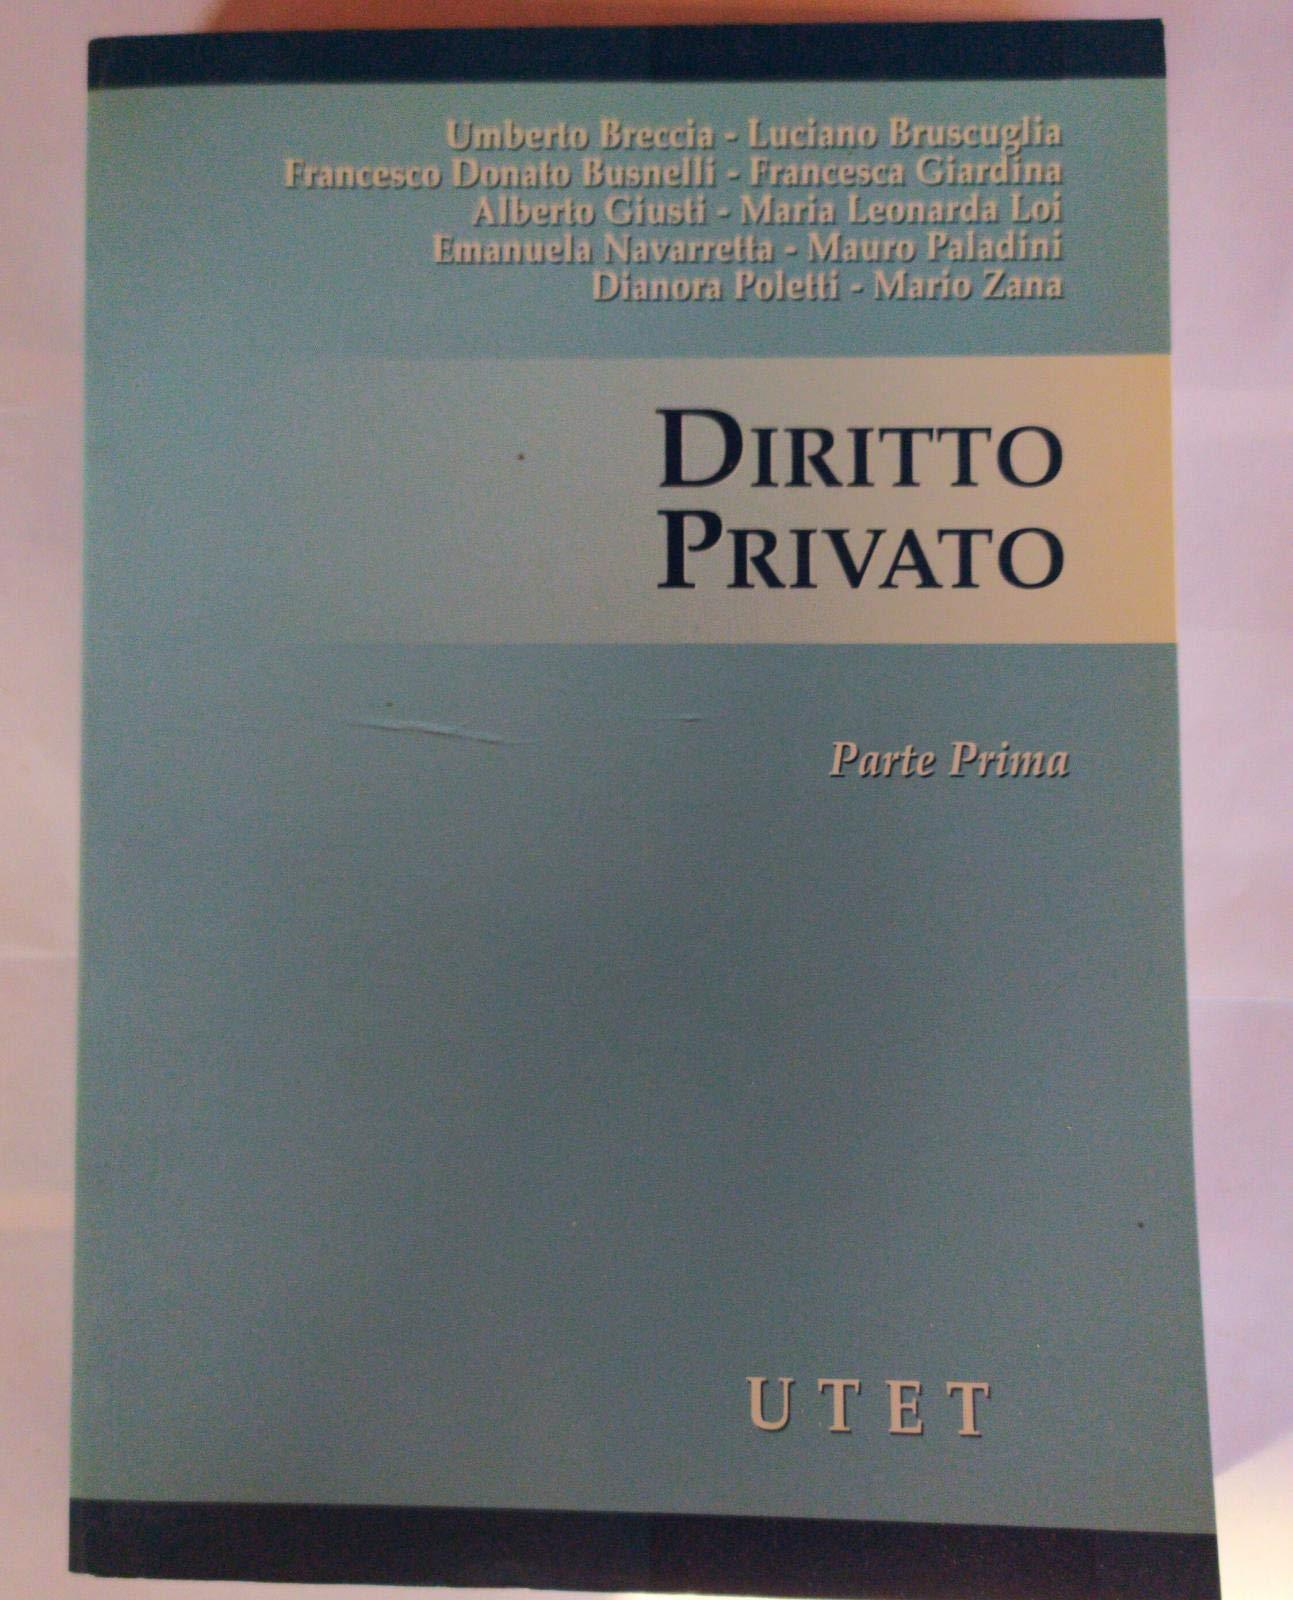 Umberto Breccia - Luciano Bruscuglia
Francesco Donato Busnelli - Francesca Giardina
Alberto Giusti - Maria Leonarda Loi
Emanuela Navarretta - Mauro Paladini
Dianora Poletti - Mario Zana
DIRITTO
PRIVATO
Parte Prima
UTET